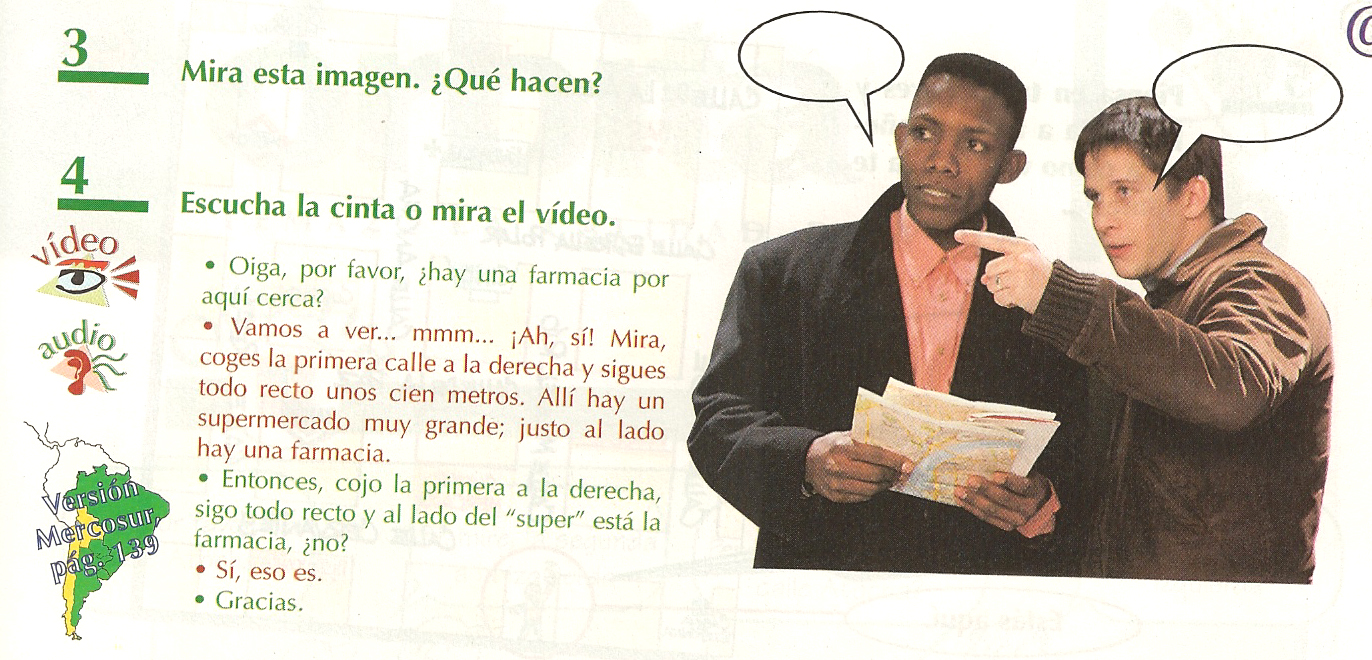 3
Mira esta imagen. ¿Qué hacen?
4
Escucha la cinta o mira el vídeo.
vídeo
audio
• Oiga, por favor, ¿hay una farmacia por
aquí cerca?
• Vamos a ver... mmm... ¡Ah, sí! Mira,
coges la primera calle a la derecha y sigues
todo recto unos cien metros. Allí hay un
supermercado muy grande; justo al lado
hay una farmacia.
• Entonces, cojo la primera a la derecha,
sigo todo recto y al lado del “super” está la
farmacia, ¿no?
• Sí, eso es.
• Gracias.
Versión
Mercosur,
pág. 139